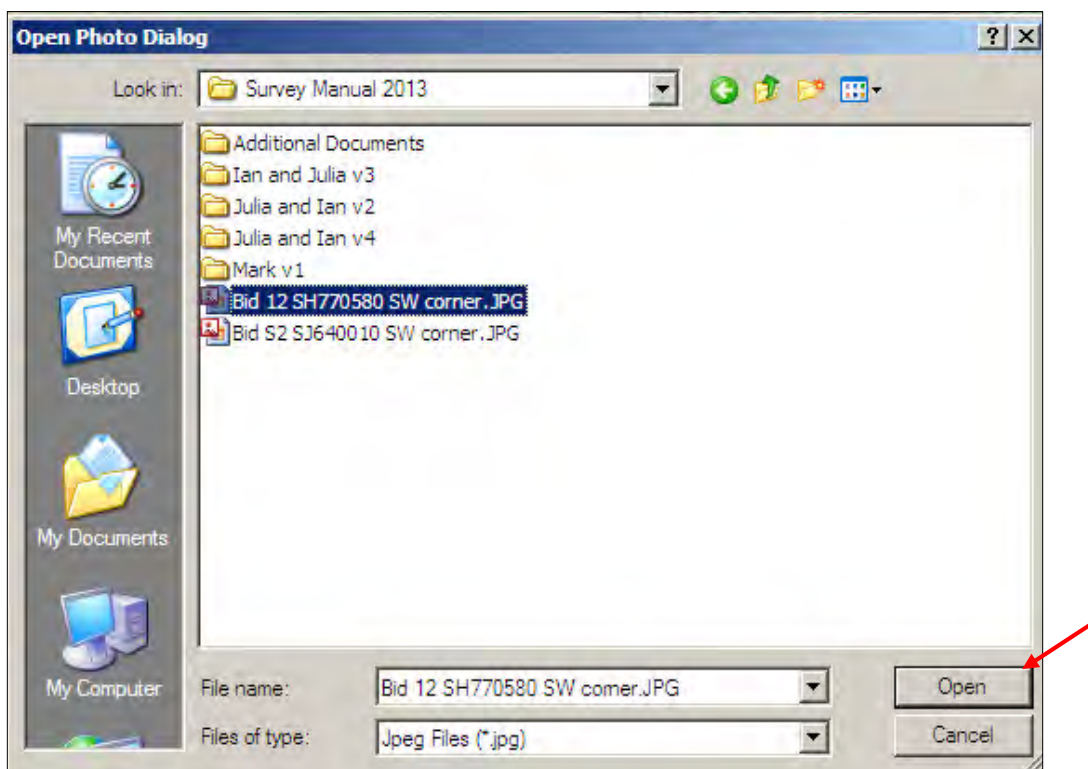 Open Photo Dialog
Look in: Survey Manual 2013
Additional Documents
Ian and Julia v3
Julia and Ian v2
Julia and Ian v4
Mark v1
Bid 12 SH770580 SW corner.JPG
Bid S2 SJ640010 SW corner.JPG
My Recent
Documents
Desktop
My Documents
My Computer
File name: Bid 12 SH770580 SW corner.JPG Open
Files of type: Jpeg Files (*.jpg) Cancel